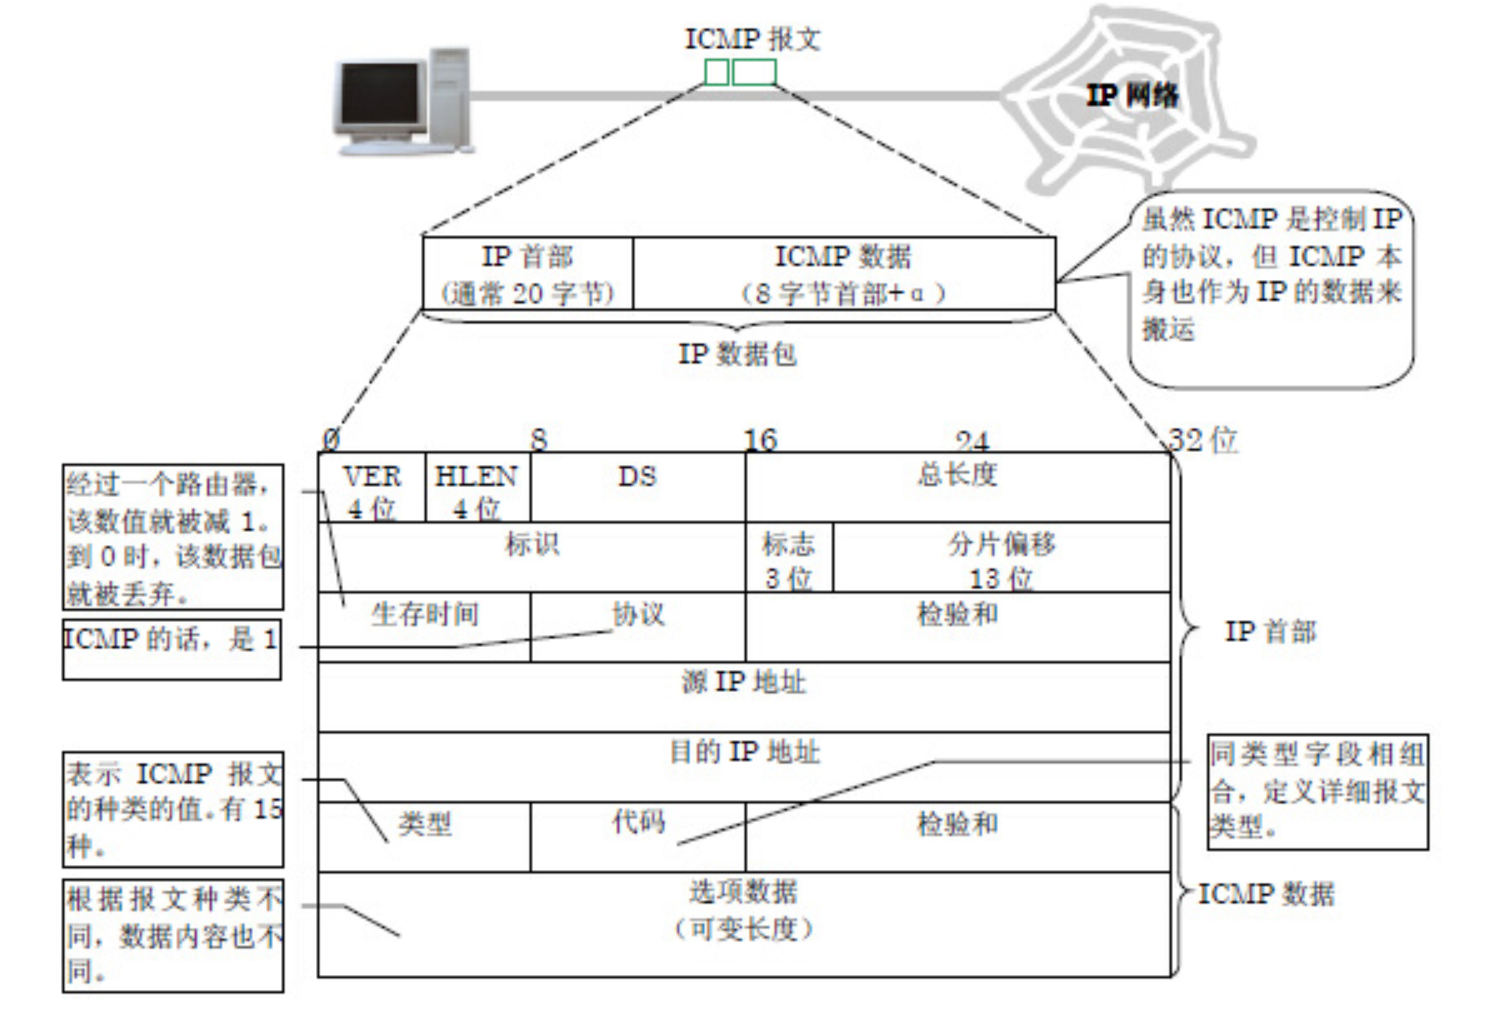 ICMP 报文
IP 网络
虽然 ICMP 是控制 IP
的协议，但 ICMP 本
身也作为 IP 的数据来
搬运
IP 首部
(通常 20 字节)
ICMP 数据
（8 字节首部+α）
IP 数据包
0 8 16 24 32 位
VER
4 位
HLEN
4 位
DS
总长度
标识
标志
3 位
分片偏移
13 位
生存时间
协议
检验和
源 IP 地址
目的 IP 地址
类型
代码
检验和
选项数据
（可变长度）
经过一个路由器，
该数值就被减 1。
到 0 时，该数据包
就被丢弃。
ICMP 的话，是 1
表示 ICMP 报文
的种类的值。有 15
种。
根据报文种类不
同，数据内容也不
同。
IP 首部
同类型字段相组
合，定义详细报文
类型。
ICMP 数据